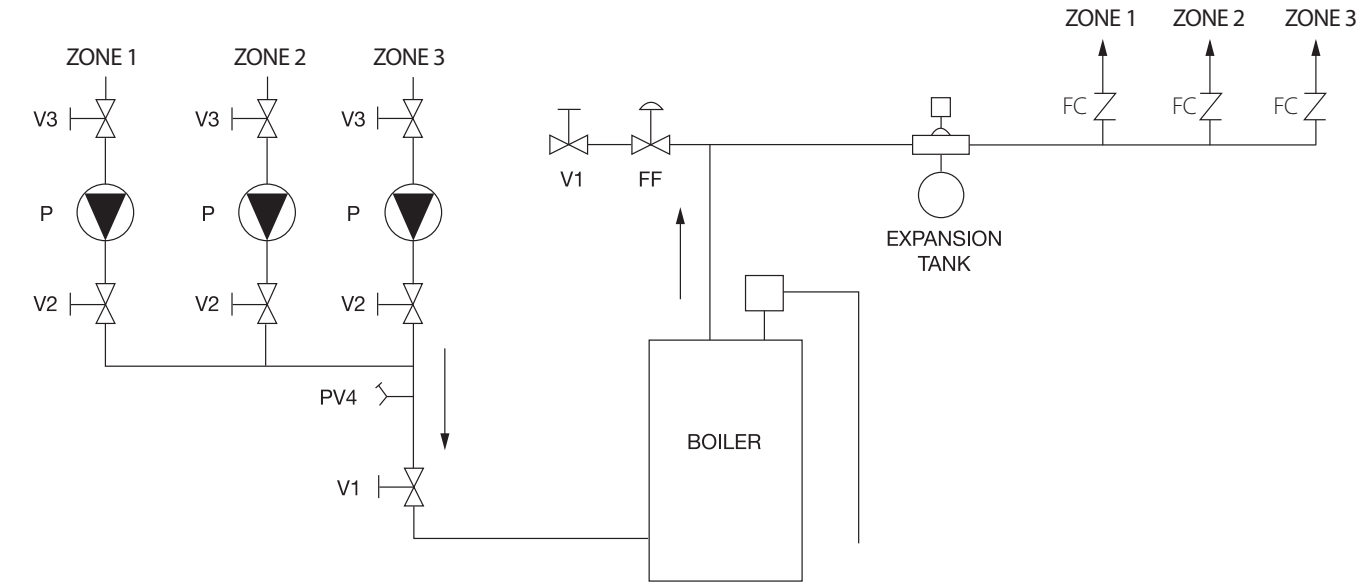 ZONE 1 ZONE 2 ZONE 3
ZONE 1 ZONE 2 ZONE 3
FC FC FC
V3 V3 V3
V1 FF
P P P
EXPANSION
TANK
V2 V2 V2
PV4
BOILER
V1